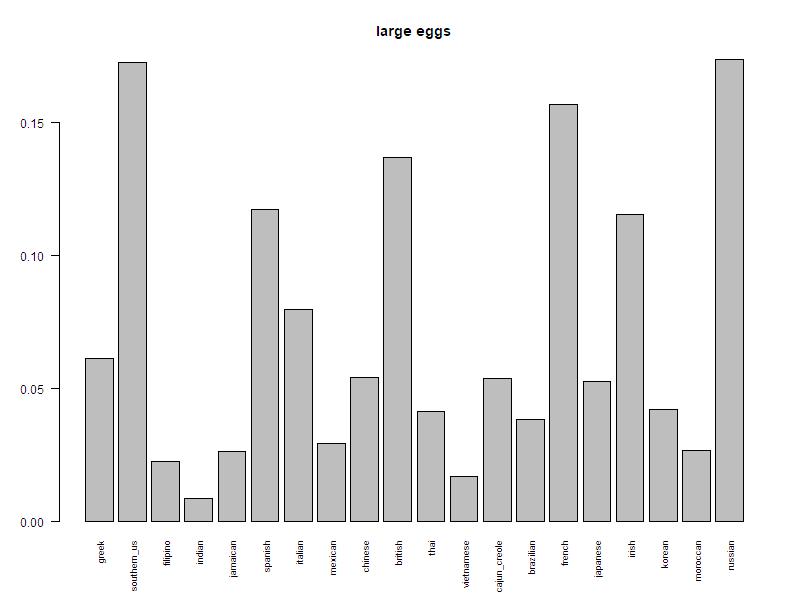 large eggs
0.15
0.10
0.05
0.00
greek
southern_us
filipino
indian
jamaican
spanish
italian
mexican
chinese
british
thai
vietnamese
cajun_creole
brazilian
french
japanese
irish
korean
moroccan
russian